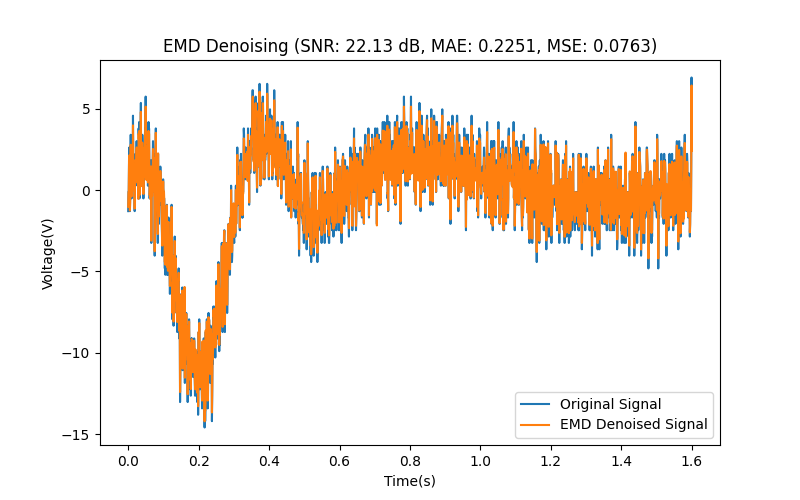 EMD Denoising (SNR: 22.13 dB, MAE: 0.2251, MSE: 0.0763)
5
0
−5
−10
−15
Voltage(V)
0.0 0.2 0.4 0.6 0.8 1.0 1.2 1.4 1.6
Time(s)
Original Signal
EMD Denoised Signal